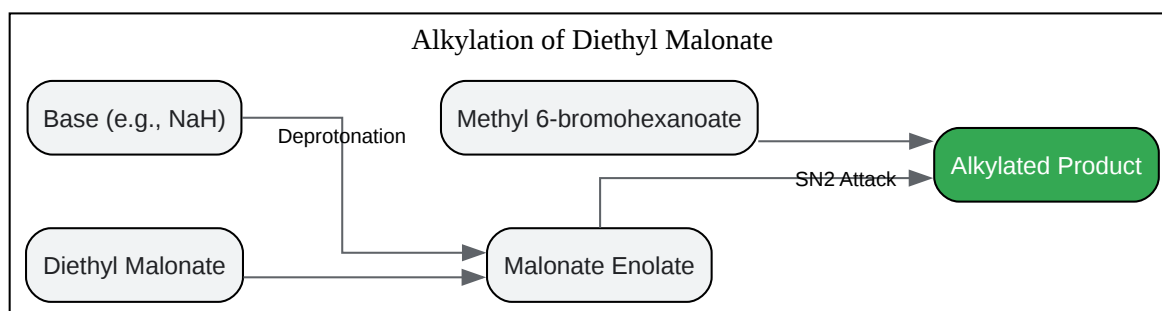 Alkylation of Diethyl Malonate
Base (e.g., NaH)
Deprotonation
Methyl 6-bromohexanoate
Alkylated Product
SN2 Attack
Diethyl Malonate
Malonate Enolate